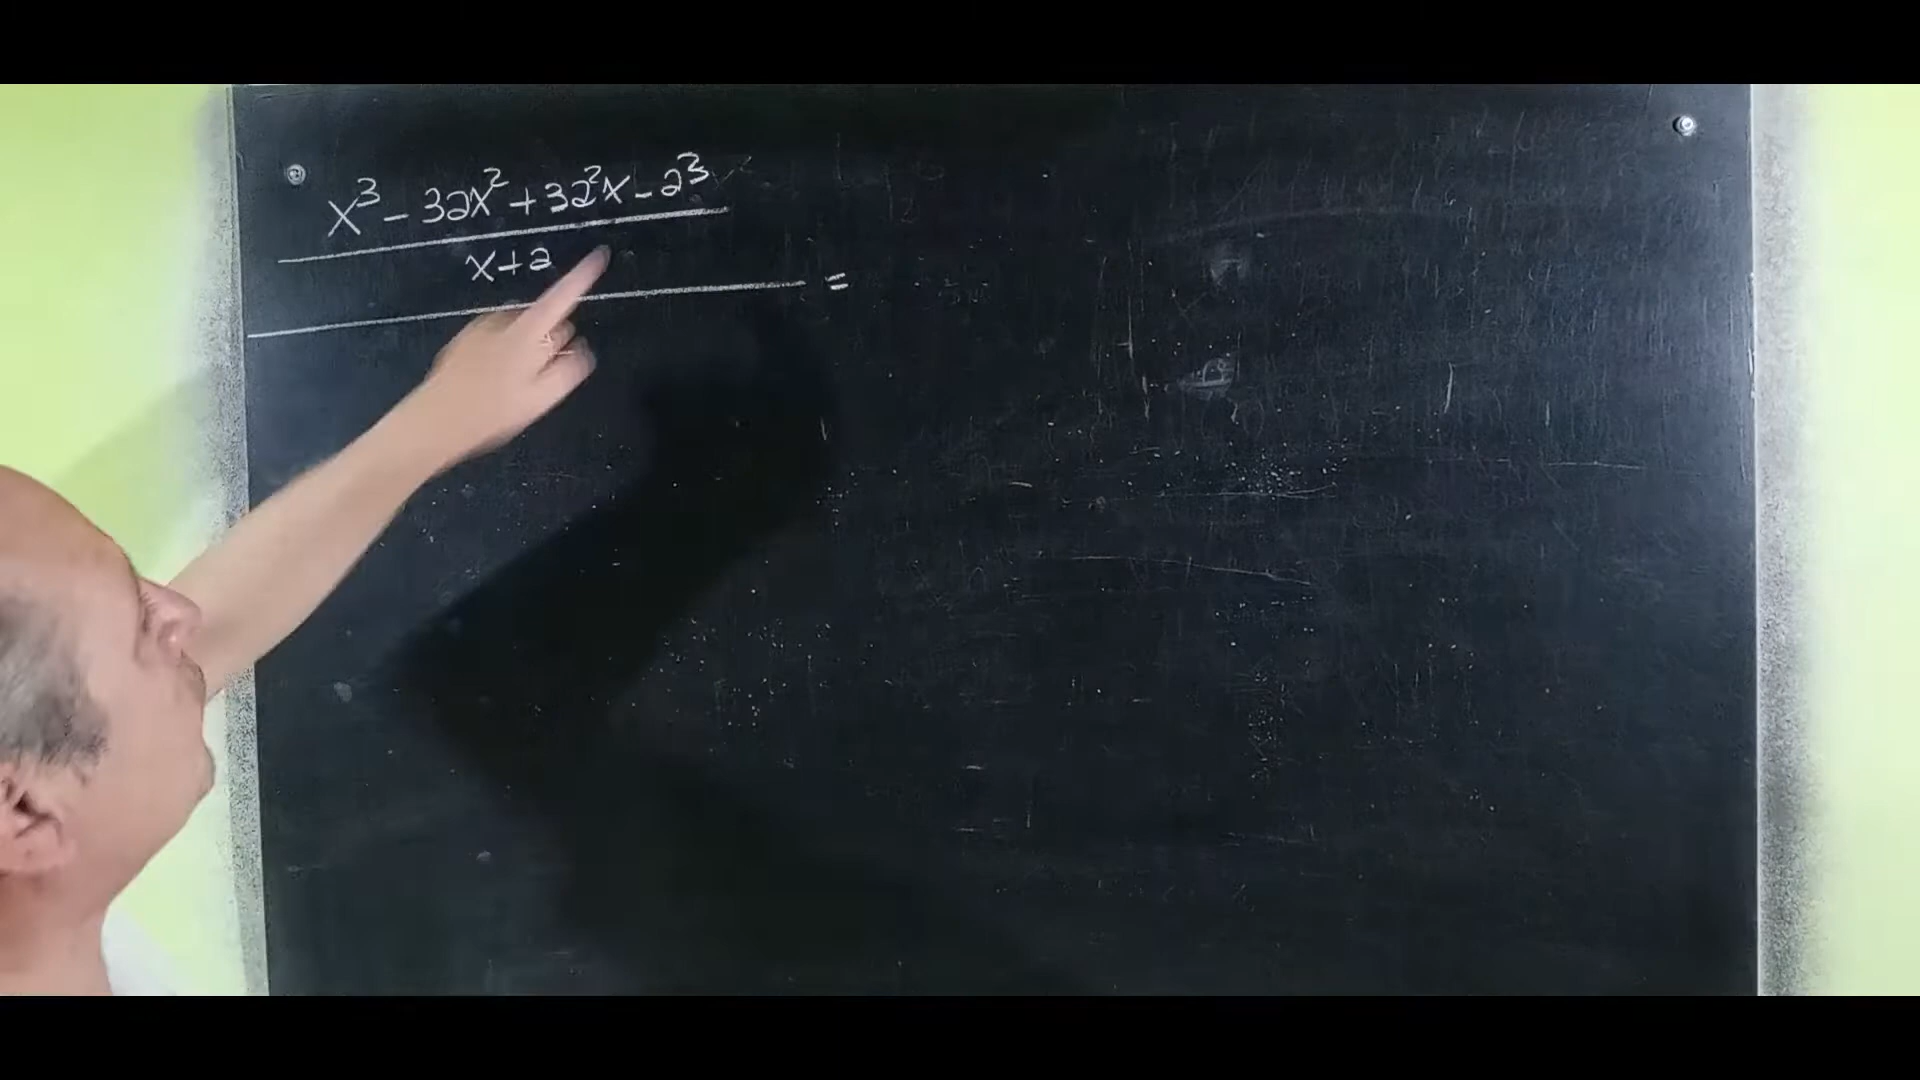 x³ - 3ax² + 3a²x - a³
x + a
=